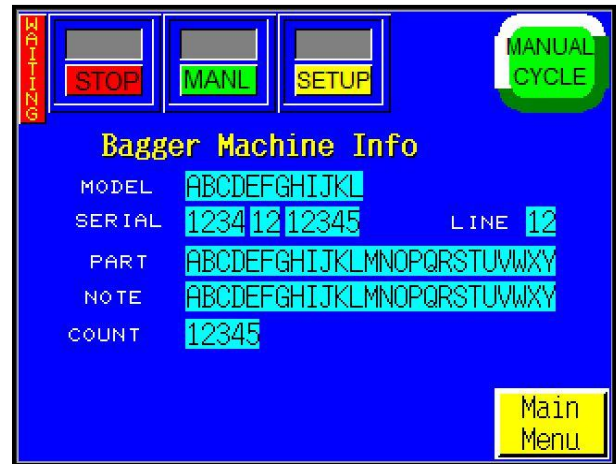 WAITING
STOP MANL SETUP
MANUAL
CYCLE
Bagger Machine Info
MODEL ABCDEFGHIJKL
SERIAL 1234 12 12345 LINE 12
PART ABCDEFGHIJKLMNOPQRSTUVWXY
NOTE ABCDEFGHIJKLMNOPQRSTUVWXY
COUNT 12345
Main
Menu